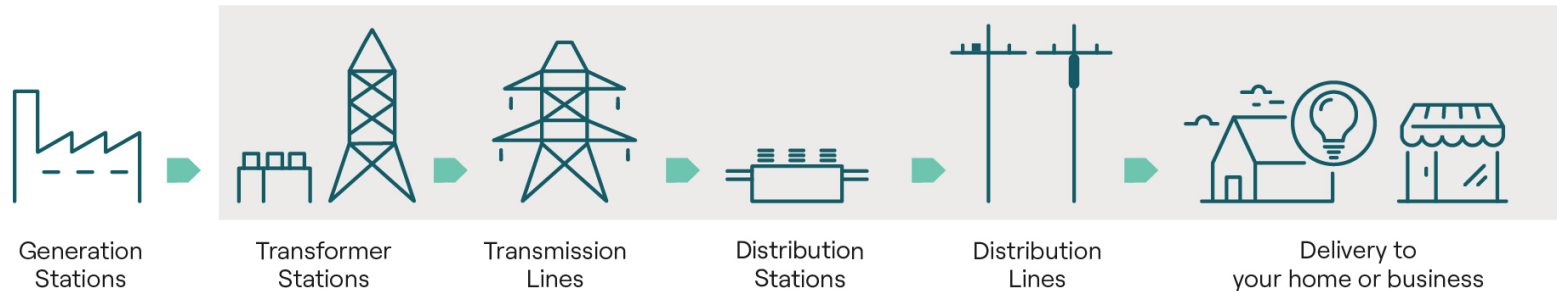 Generation
Stations
Transformer
Stations
Transmission
Lines
Distribution
Stations
Distribution
Lines
Delivery to
your home or business